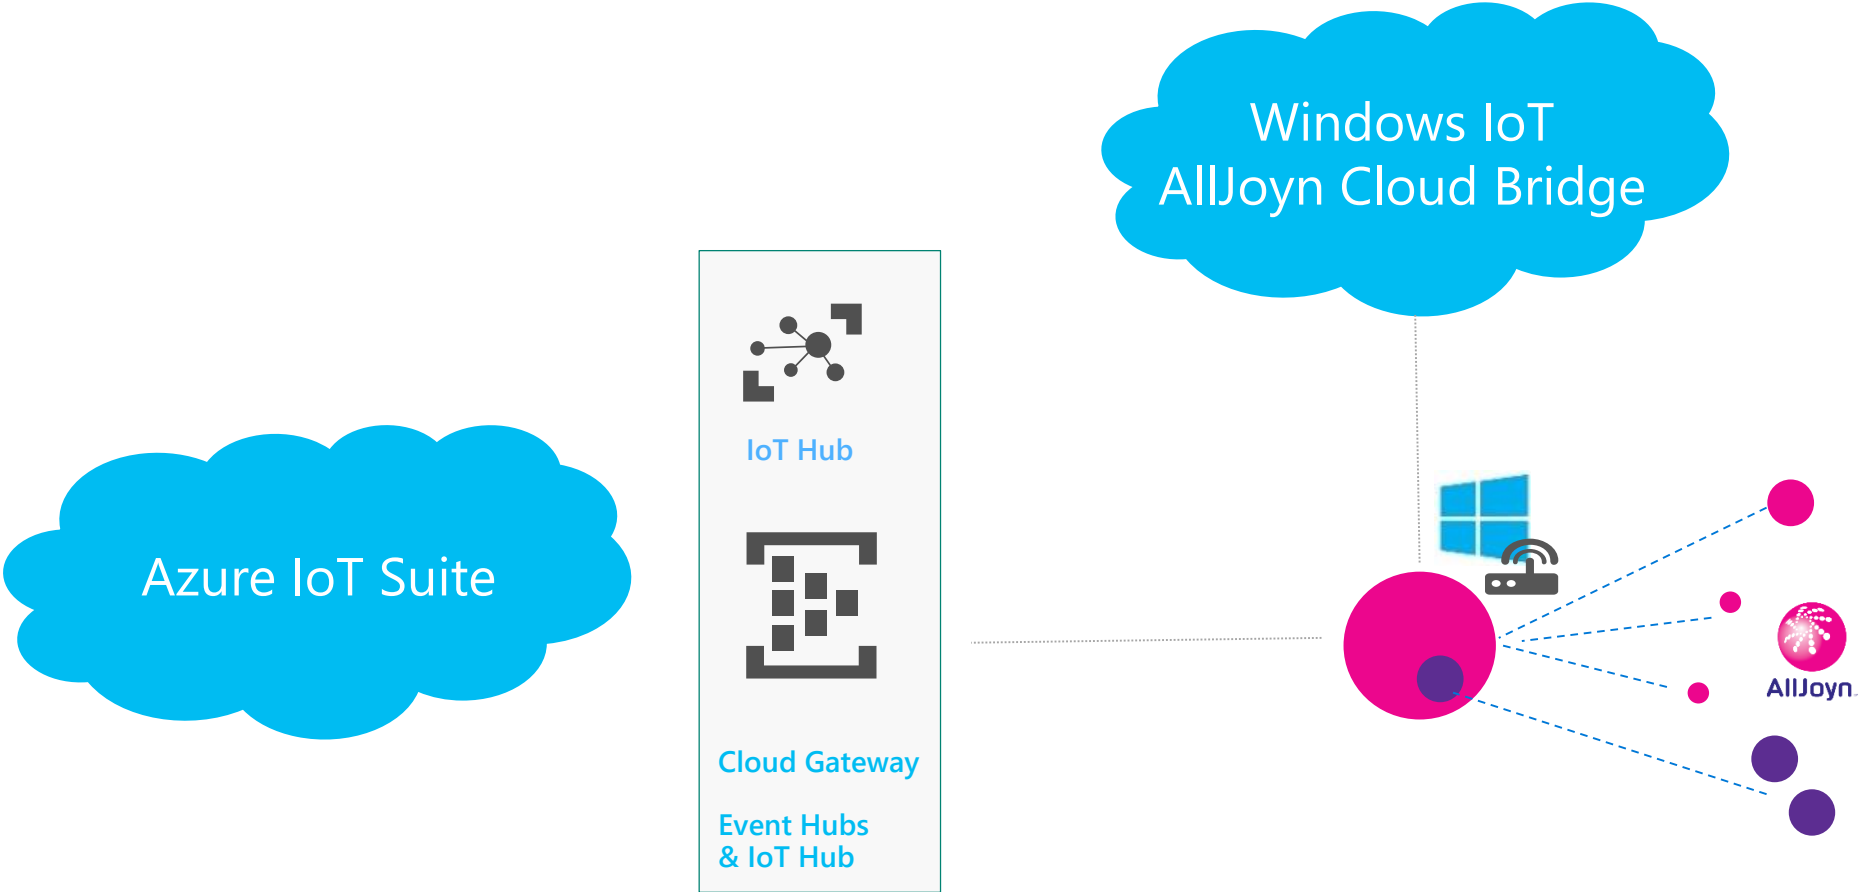 Windows IoT
AllJoyn Cloud Bridge
IoT Hub
Azure IoT Suite
AllJoyn
Cloud Gateway
Event Hubs
& IoT Hub